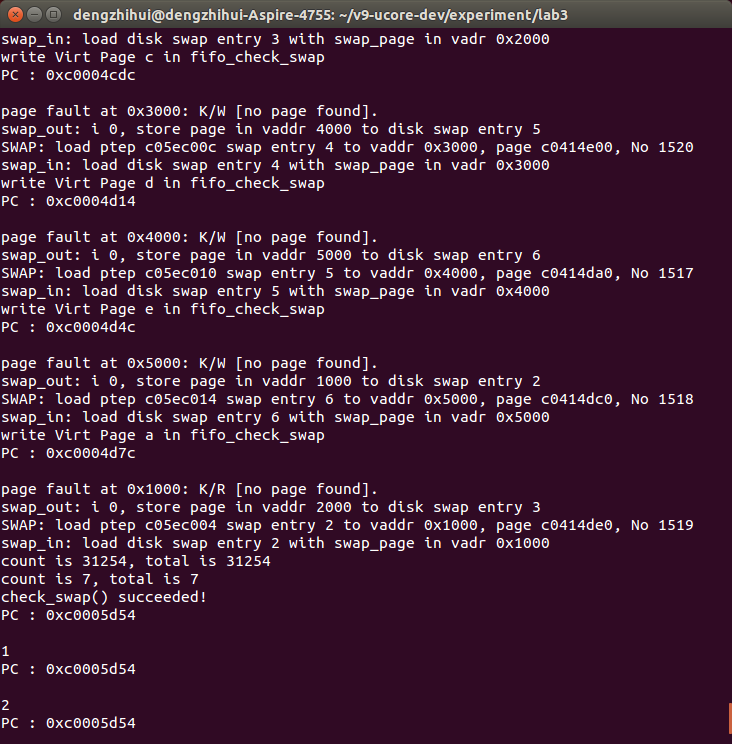 dengzhihui@dengzhihui-Aspire-4755: ~/v9-ucore-dev/experiment/lab3
swap_in: load disk swap entry 3 with swap_page in vadr 0x2000
write Virt Page c in fifo_check_swap
PC : 0xc0004cdc
page fault at 0x3000: K/W [no page found].
swap_out: i 0, store page in vaddr 4000 to disk swap entry 5
SWAP: load ptep c05ec00c swap entry 4 to vaddr 0x3000, page c0414e00, No 1520
swap_in: load disk swap entry 4 with swap_page in vadr 0x3000
write Virt Page d in fifo_check_swap
PC : 0xc0004d14
page fault at 0x4000: K/W [no page found].
swap_out: i 0, store page in vaddr 5000 to disk swap entry 6
SWAP: load ptep c05ec010 swap entry 5 to vaddr 0x4000, page c0414da0, No 1517
swap_in: load disk swap entry 5 with swap_page in vadr 0x4000
write Virt Page e in fifo_check_swap
PC : 0xc0004d4c
page fault at 0x5000: K/W [no page found].
swap_out: i 0, store page in vaddr 1000 to disk swap entry 2
SWAP: load ptep c05ec014 swap entry 6 to vaddr 0x5000, page c0414dc0, No 1518
swap_in: load disk swap entry 6 with swap_page in vadr 0x5000
write Virt Page a in fifo_check_swap
PC : 0xc0004d7c
page fault at 0x1000: K/R [no page found].
swap_out: i 0, store page in vaddr 2000 to disk swap entry 3
SWAP: load ptep c05ec004 swap entry 2 to vaddr 0x1000, page c0414de0, No 1519
swap_in: load disk swap entry 2 with swap_page in vadr 0x1000
count is 31254, total is 31254
count is 7, total is 7
check_swap() succeeded!
PC : 0xc0005d54
1
PC : 0xc0005d54
2
PC : 0xc0005d54